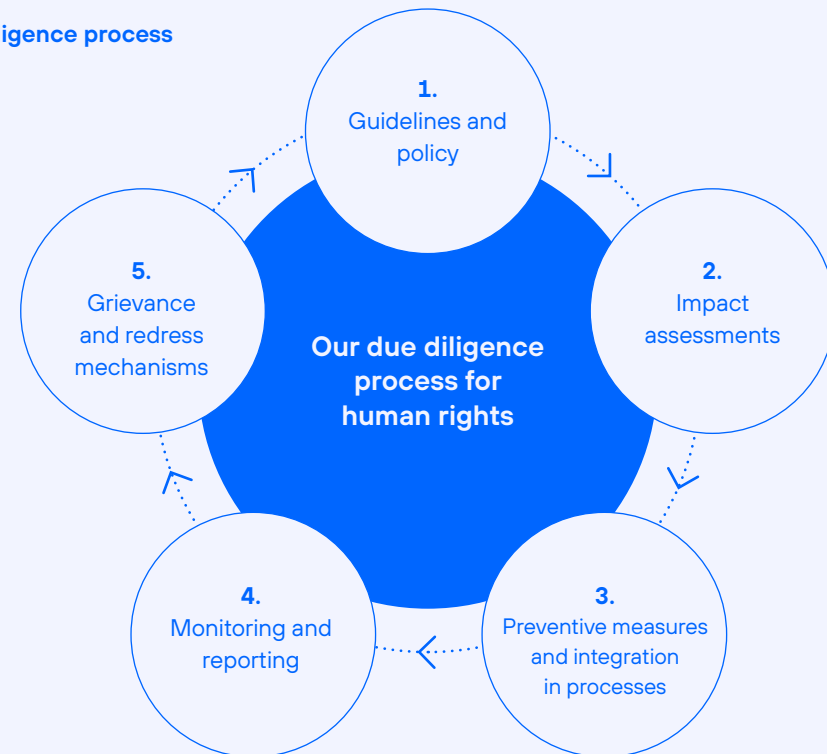 igence process
1.
Guidelines and
policy
2.
Impact
assessments
3.
Preventive measures
and integration
in processes
4.
Monitoring and
reporting
5.
Grievance
and redress
mechanisms
Our due diligence
process for
human rights